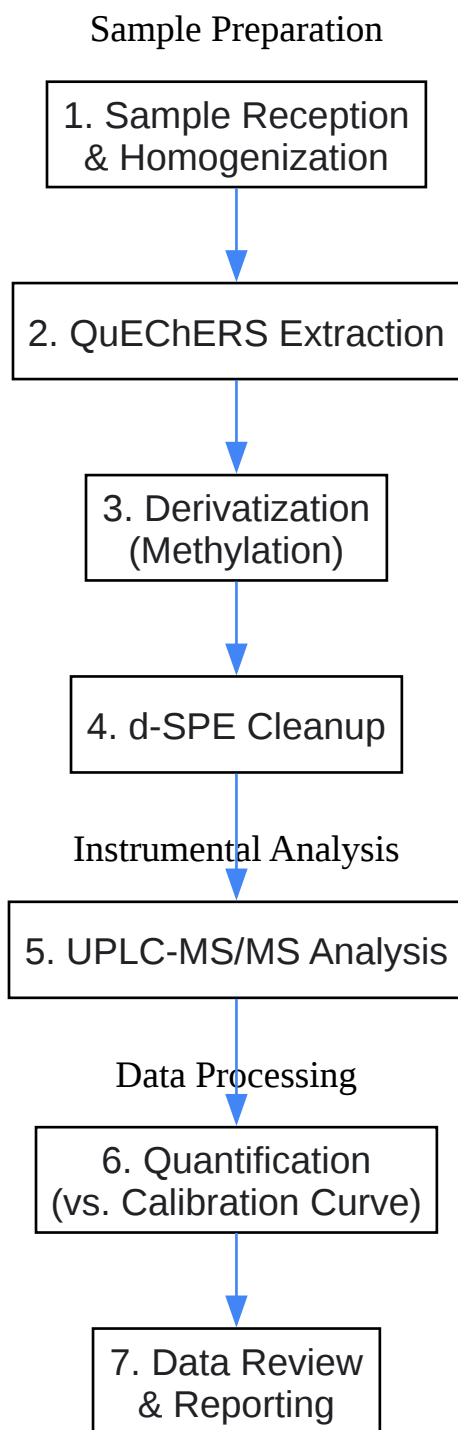 Sample Preparation
1. Sample Reception
& Homogenization
2. QuEChERS Extraction
3. Derivatization
(Methylation)
4. d-SPE Cleanup
Instrumental Analysis
5. UPLC-MS/MS Analysis
Data Processing
6. Quantification
(vs. Calibration Curve)
7. Data Review
& Reporting